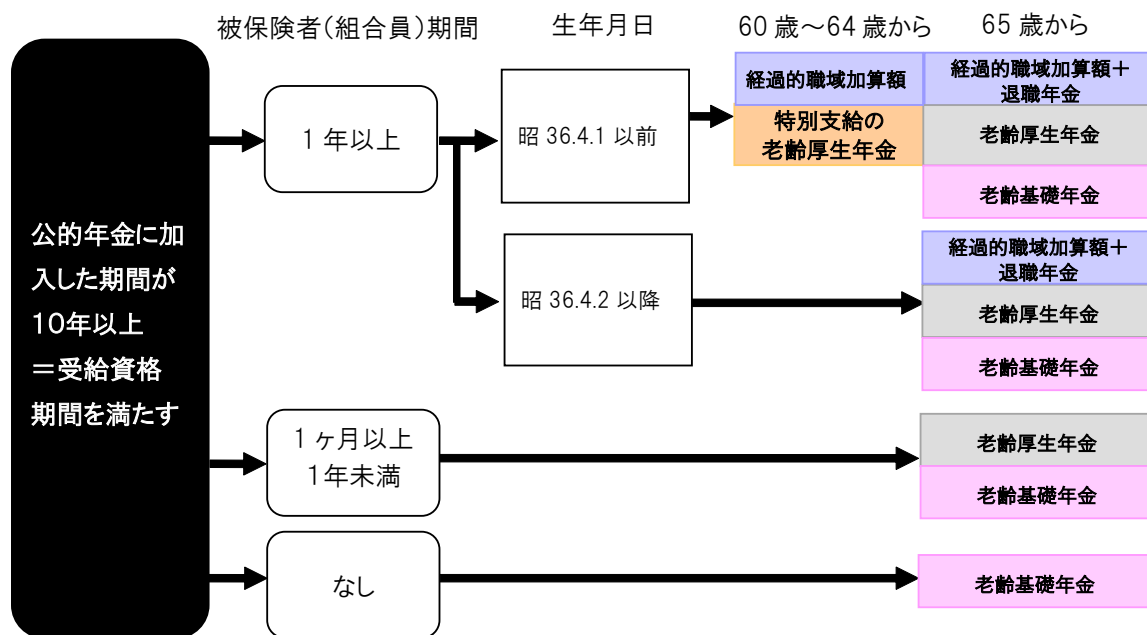 被保険者(組合員)期間
生年月日
60歳～64歳から
65歳から
公的年金に加
入した期間が
10年以上
＝受給資格
期間を満たす
1年以上
昭36.4.1以前
経過的職域加算額
特別支給の
老齢厚生年金
経過的職域加算額＋
退職年金
老齢厚生年金
老齢基礎年金
昭36.4.2以降
経過的職域加算額＋
退職年金
老齢厚生年金
老齢基礎年金
1ヶ月以上
1年未満
老齢厚生年金
老齢基礎年金
なし
老齢基礎年金